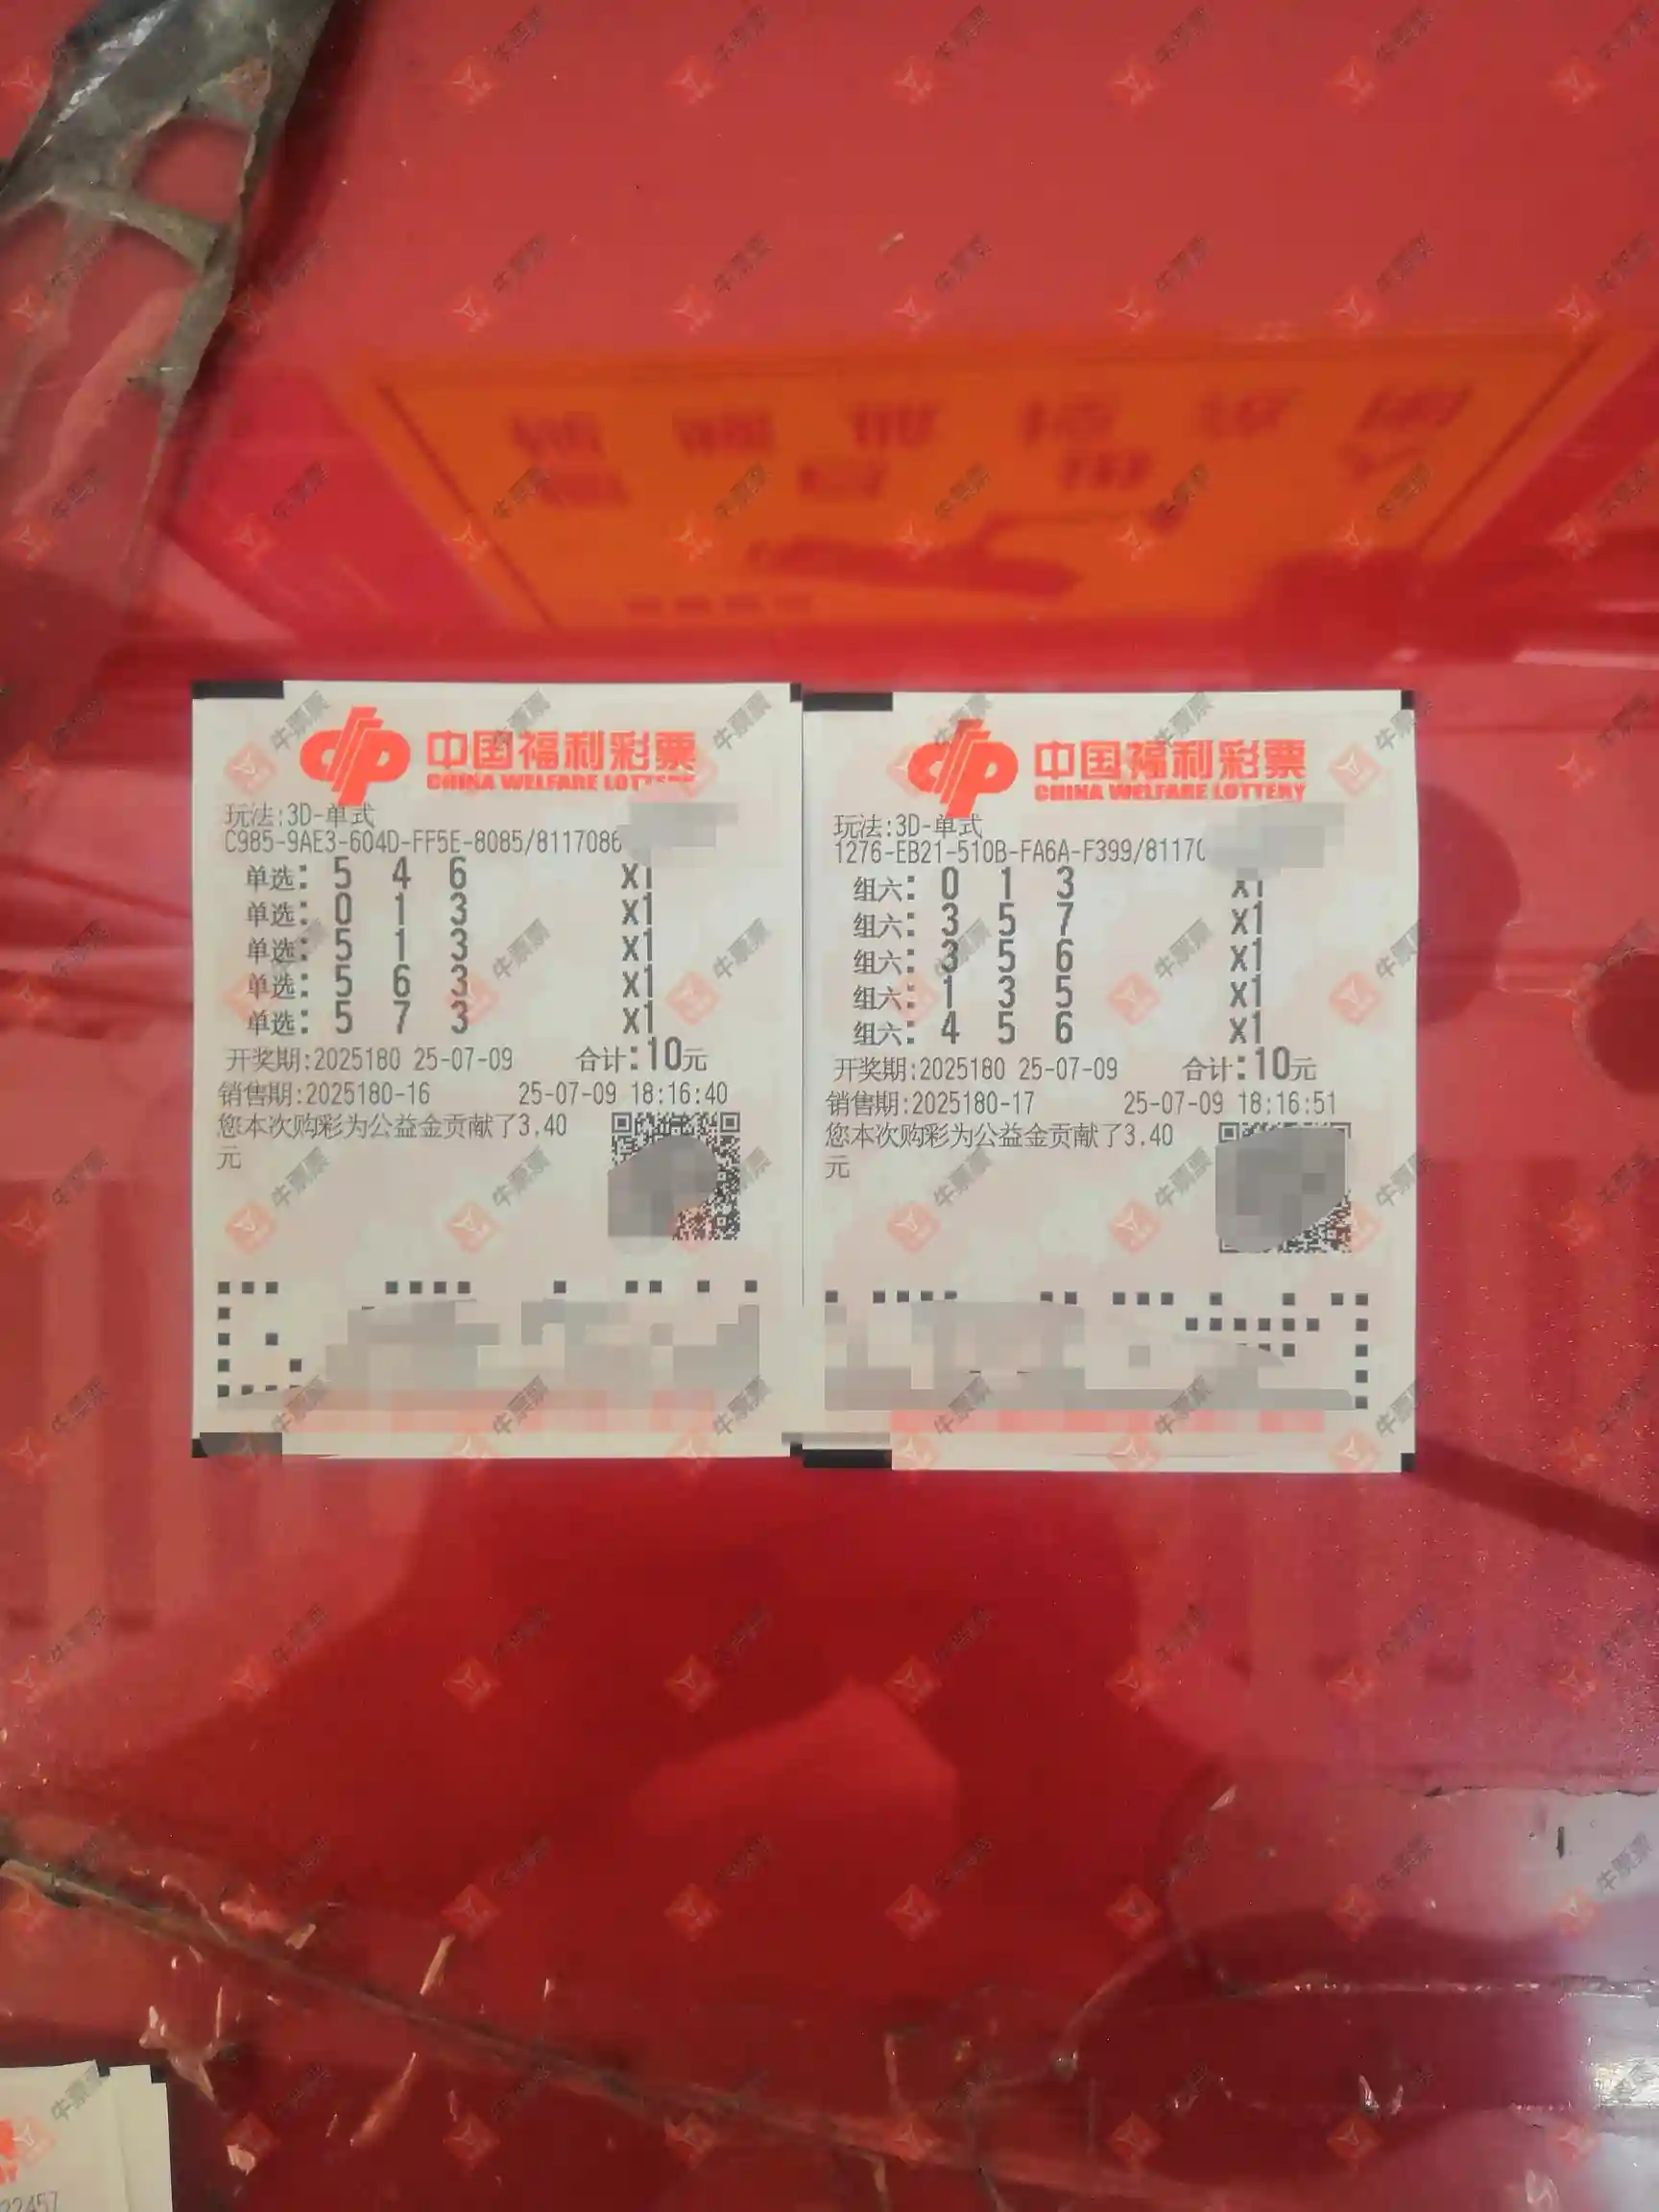 中国福利彩票
CHINA WELFARE LOTTERY
玩法:3D-单式
C985-9AE3-604D-FF5E-8085/8117086
单选: 5 4 6 X1
单选: 0 1 3 X1
单选: 5 1 3 X1
单选: 5 6 3 X1
单选: 5 7 3 X1
开奖期:2025180 25-07-09 合计:10元
销售期:2025180-16 25-07-09 18:16:40
您本次购彩为公益金贡献了3.40
元
中国福利彩票
CHINA WELFARE LOTTERY
玩法:3D-单式
1276-EB21-510B-FA6A-F399/8117
组六: 0 1 3 X1
组六: 3 5 7 X1
组六: 3 5 6 X1
组六: 1 3 5 X1
组六: 4 5 6 X1
开奖期:2025180 25-07-09 合计:10元
销售期:2025180-17 25-07-09 18:16:51
您本次购彩为公益金贡献了3.40
元
22457
牛票票